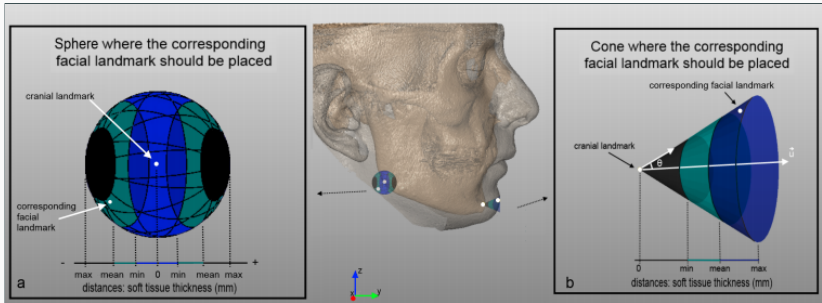 Sphere where the corresponding
facial landmark should be placed
cranial landmark
corresponding
facial
landmark
-
+
max
mean
min
0
min
mean
max
distances: soft tissue thickness (mm)
a
z
x
y
Cone where the corresponding
facial landmark should be placed
corresponding facial landmark
cranial landmark
θ
0
min
mean
max
distances: soft tissue thickness (mm)
b